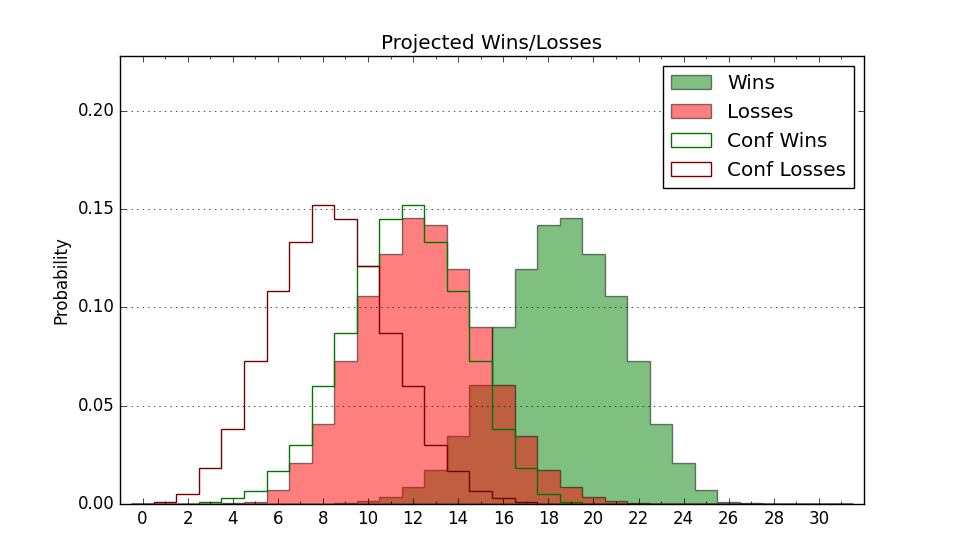 Projected Wins/Losses
Wins
Losses
Conf Wins
Conf Losses
Probability
0.20
0.15
0.10
0.05
0.00
0 2 4 6 8 10 12 14 16 18 20 22 24 26 28 30